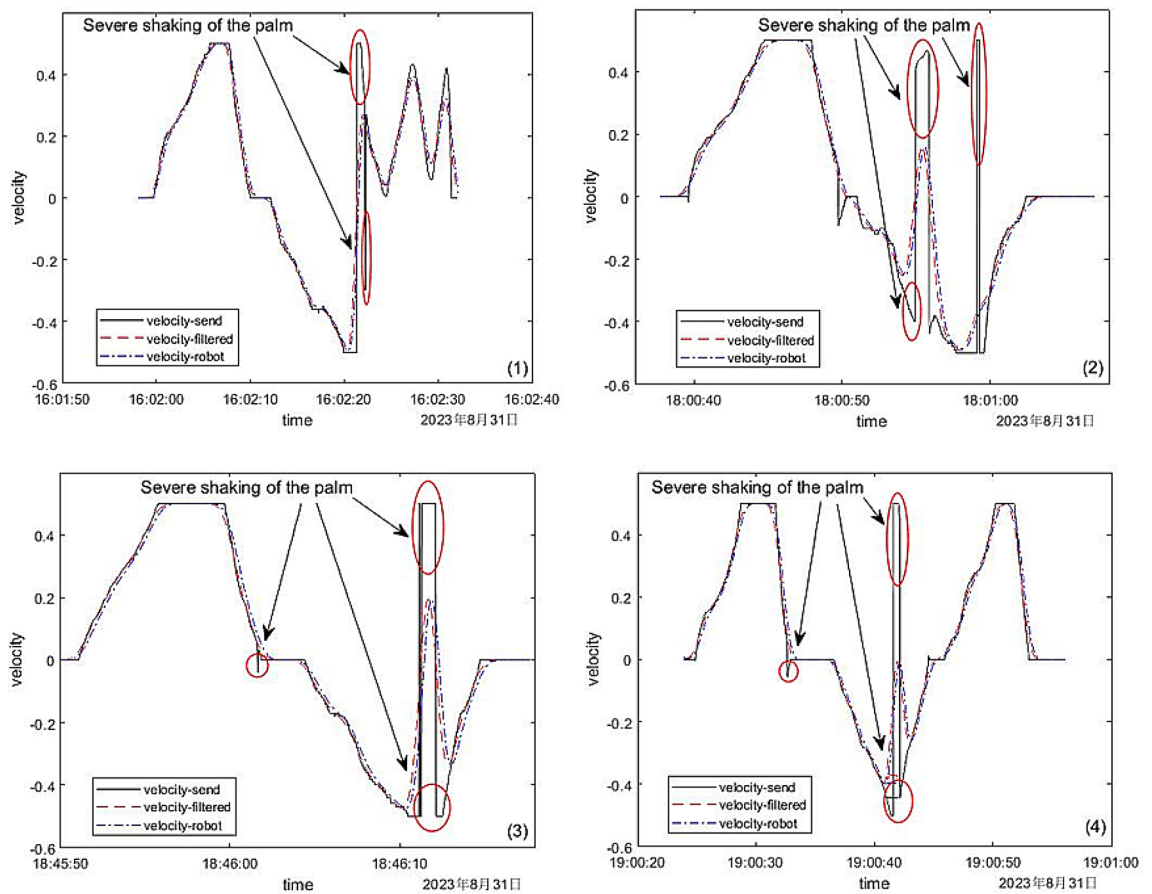 Severe shaking of the palm
velocity
0.4
0.2
0
-0.2
-0.4
-0.6
velocity-send
velocity-filtered
velocity-robot
(1)
16:01:50
16:02:00
16:02:10
16:02:20
16:02:30
16:02:40
time
2023年8月31日
Severe shaking of the palm
velocity
0.4
0.2
0
-0.2
-0.4
-0.6
velocity-send
velocity-filtered
velocity-robot
(2)
18:00:40
18:00:50
18:01:00
time
2023年8月31日
Severe shaking of the palm
velocity
0.4
0.2
0
-0.2
-0.4
-0.6
velocity-send
velocity-filtered
velocity-robot
(3)
18:45:50
18:46:00
18:46:10
time
2023年8月31日
Severe shaking of the palm
velocity
0.4
0.2
0
-0.2
-0.4
-0.6
velocity-send
velocity-filtered
velocity-robot
(4)
19:00:20
19:00:30
19:00:40
19:00:50
19:01:00
time
2023年8月31日